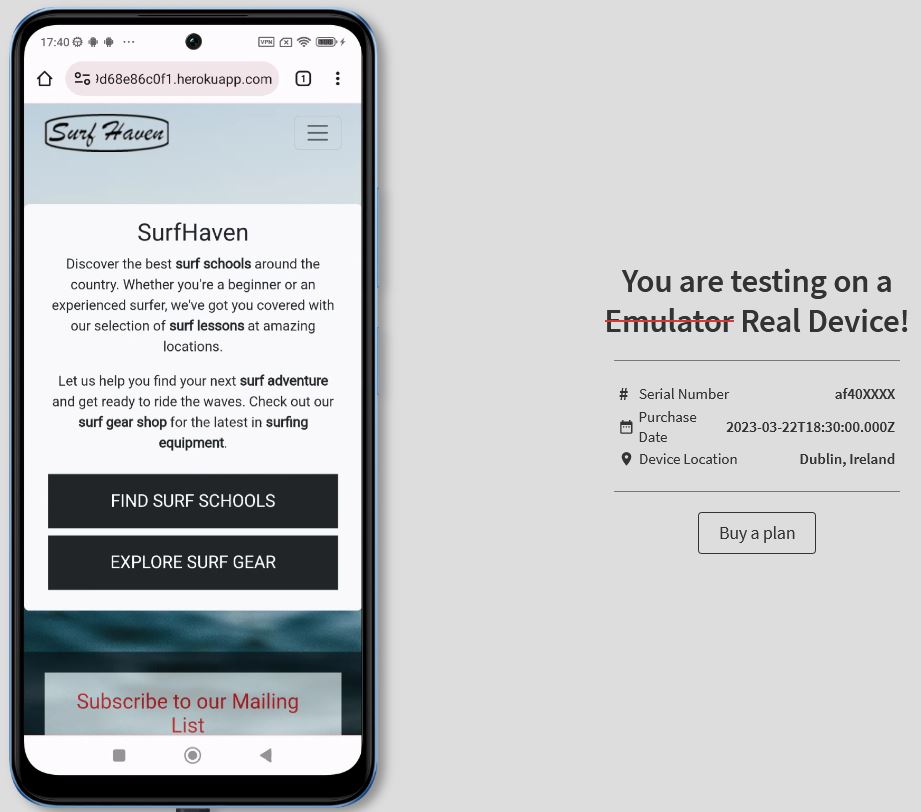 17:40
VPN
9d68e86c0f1.herokuapp.com
1
Surf Haven
SurfHaven
Discover the best surf schools around the
country. Whether you're a beginner or an
experienced surfer, we've got you covered with
our selection of surf lessons at amazing
locations.
Let us help you find your next surf adventure
and get ready to ride the waves. Check out our
surf gear shop for the latest in surfing
equipment.
FIND SURF SCHOOLS
EXPLORE SURF GEAR
Subscribe to our Mailing
List
You are testing on a
Emulator Real Device!
# Serial Number af40XXXX
Purchase
Date 2023-03-22T18:30:00.000Z
Device Location Dublin, Ireland
Buy a plan